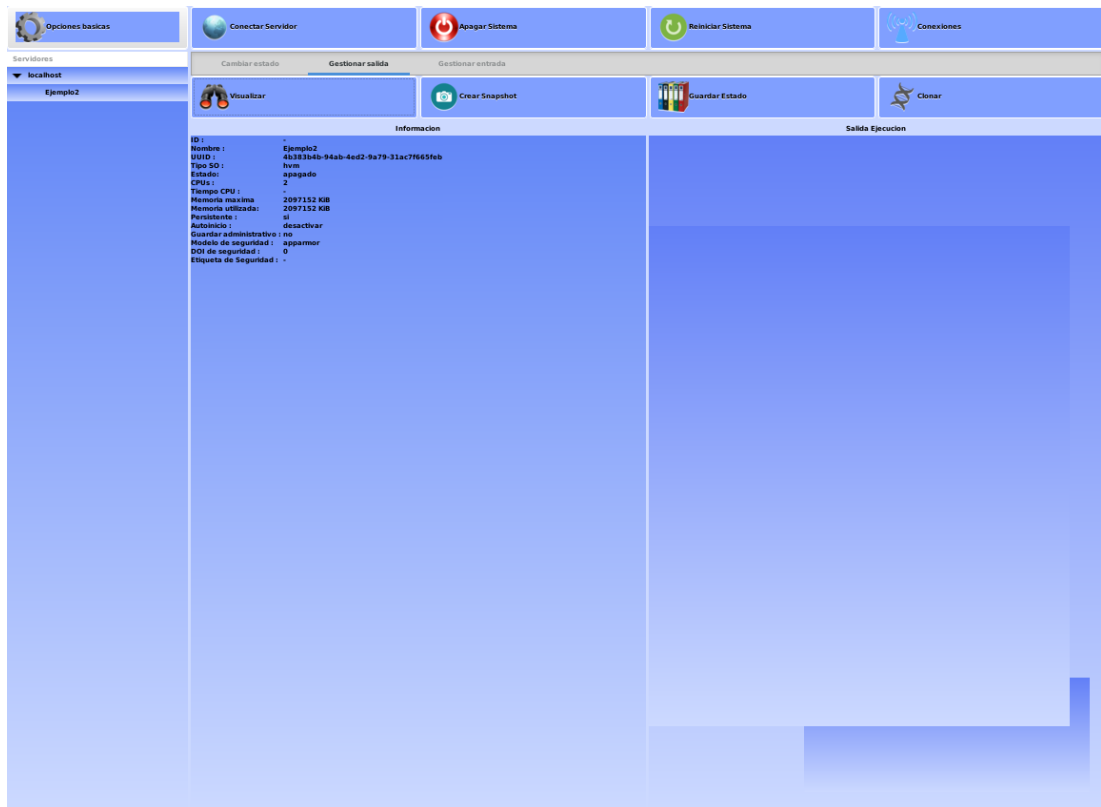 Opciones basicas
Conectar Servidor
Apagar Sistema
Reiniciar Sistema
Conexiones
Servidores
localhost
Ejemplo2
Cambiar estado
Gestionar salida
Gestionar entrada
Visualizar
Crear Snapshot
Guardar Estado
Clonar
Informacion
Salida Ejecucion
ID : -
Nombre : Ejemplo2
UUID : 4b383b4b-94ab-4ed2-9a79-31ac7f665feb
Tipo SO : hvm
Estado: apagado
CPUs : 2
Tiempo CPU : -
Memoria maxima 2097152 KiB
Memoria utilizada: 2097152 KiB
Persistente : si
Autoinicio : desactivar
Guardar administrativo : no
Modelo de seguridad : apparmor
DOI de seguridad : 0
Etiqueta de Seguridad : -